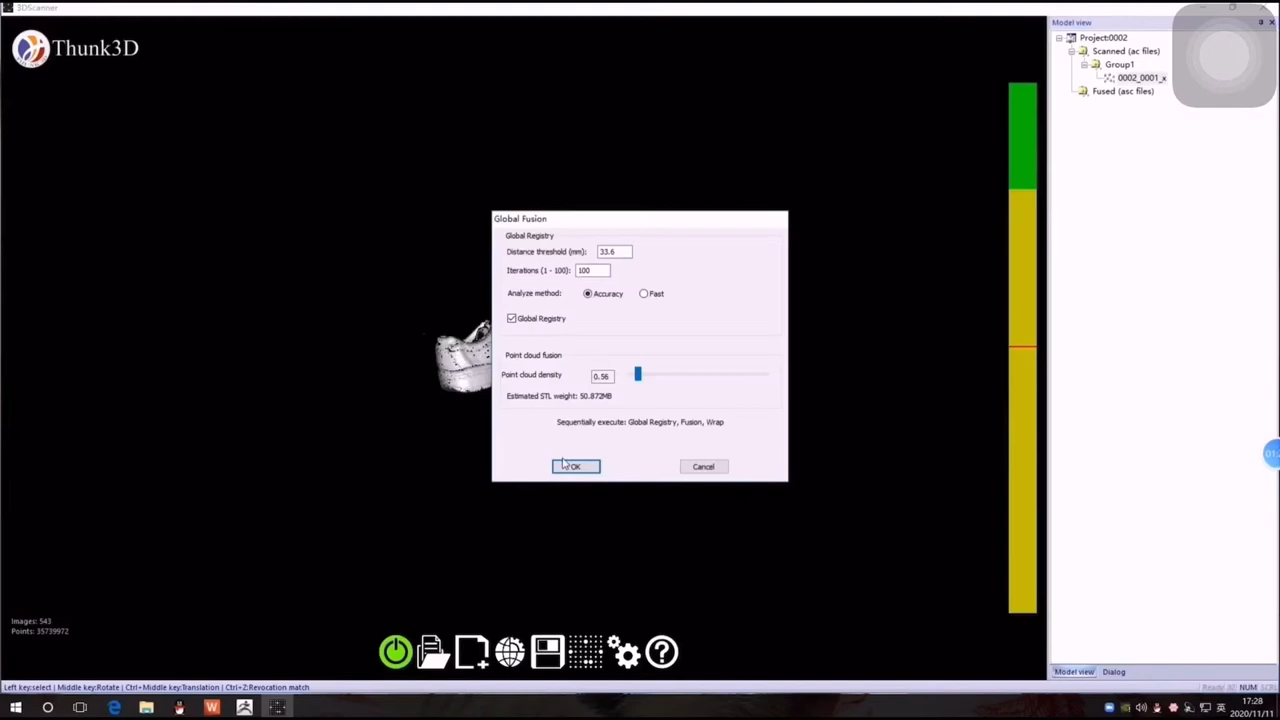 3DScanner
Thunk3D
Model view
Project:0002
Scanned (ac files)
Group1
0002_0001_x
Fused (asc files)
Global Fusion
Global Registry
Distance threshold (mm): 33.6
Iterations (1 - 100): 100
Analyze method: Accuracy Fast
Global Registry
Point cloud fusion
Point cloud density 0.56
Estimated STL weight: 50.872MB
Sequentially execute: Global Registry, Fusion, Wrap
OK Cancel
Images: 543
Points: 35739972
Model view Dialog
Left key:select | Middle key:Rotate | Ctrl+Middle key:Translation | Ctrl+Z:Revocation match
Ready NUM
W
英
17:28
2020/11/11